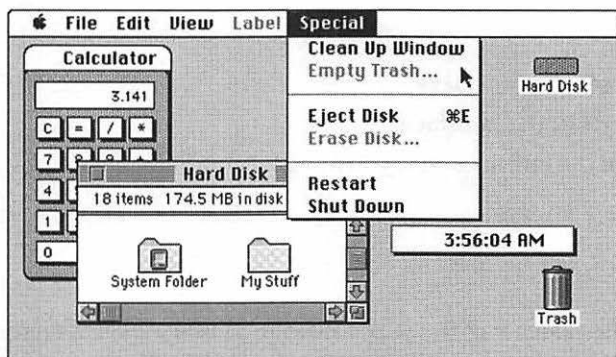 File Edit View Label Special
Calculator
3.141
C = / *
7
4
1
0
Clean Up Window
Empty Trash...
Eject Disk ⌘E
Erase Disk...
Restart
Shut Down
Hard Disk
18 items 174.5 MB in disk
System Folder My Stuff
Hard Disk
3:56:04 AM
Trash